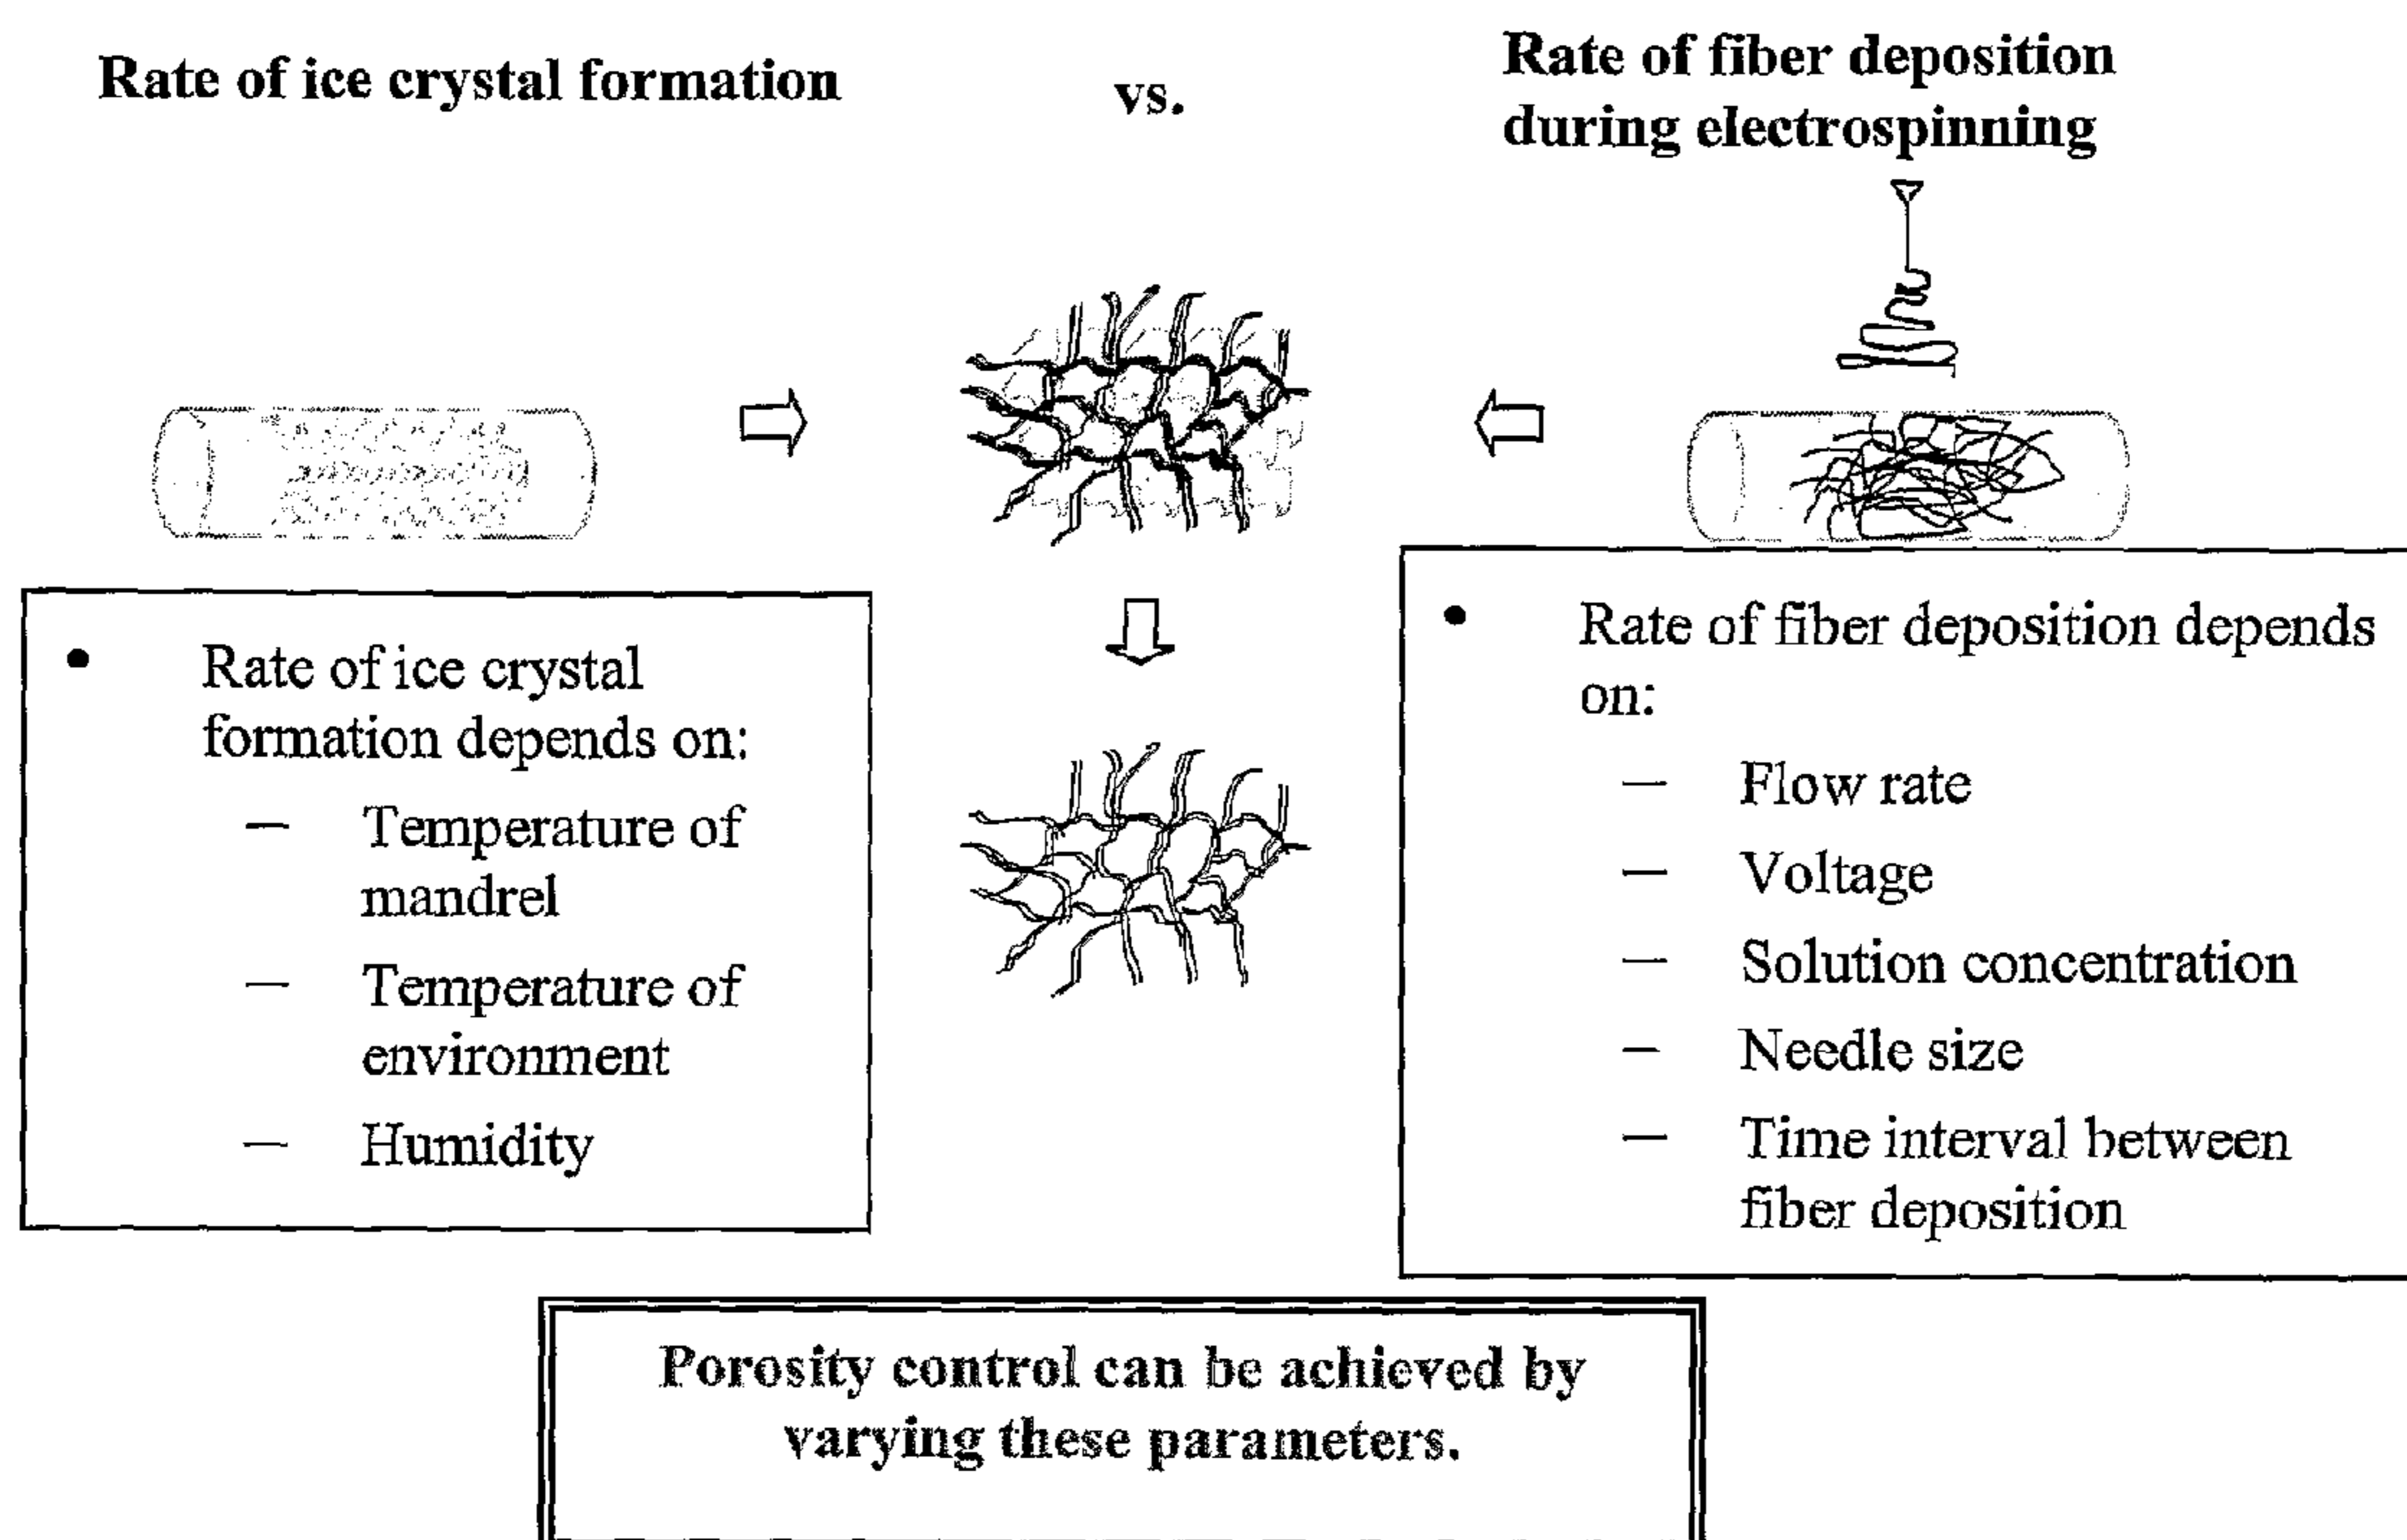 Rate of ice crystal formation
vs.
Rate of fiber deposition
during electrospinning
• Rate of ice crystal
formation depends on:
— Temperature of
mandrel
— Temperature of
environment
— Humidity
• Rate of fiber deposition depends
on:
— Flow rate
— Voltage
— Solution concentration
— Needle size
— Time interval between
fiber deposition
Porosity control can be achieved by
varying these parameters.